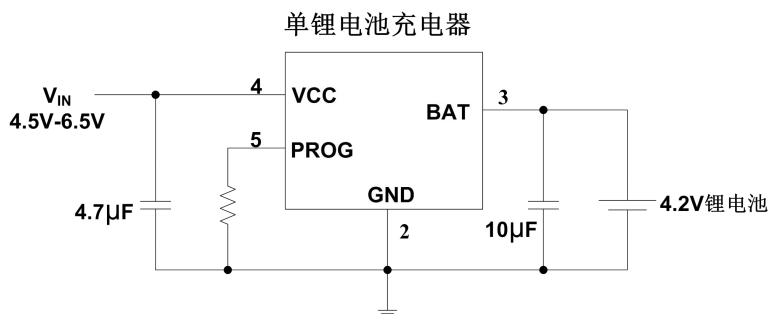 单锂电池充电器
V_IN
4.5V-6.5V
4
VCC
3
BAT
5
PROG
GND
2
4.7μF
10μF
4.2V锂电池